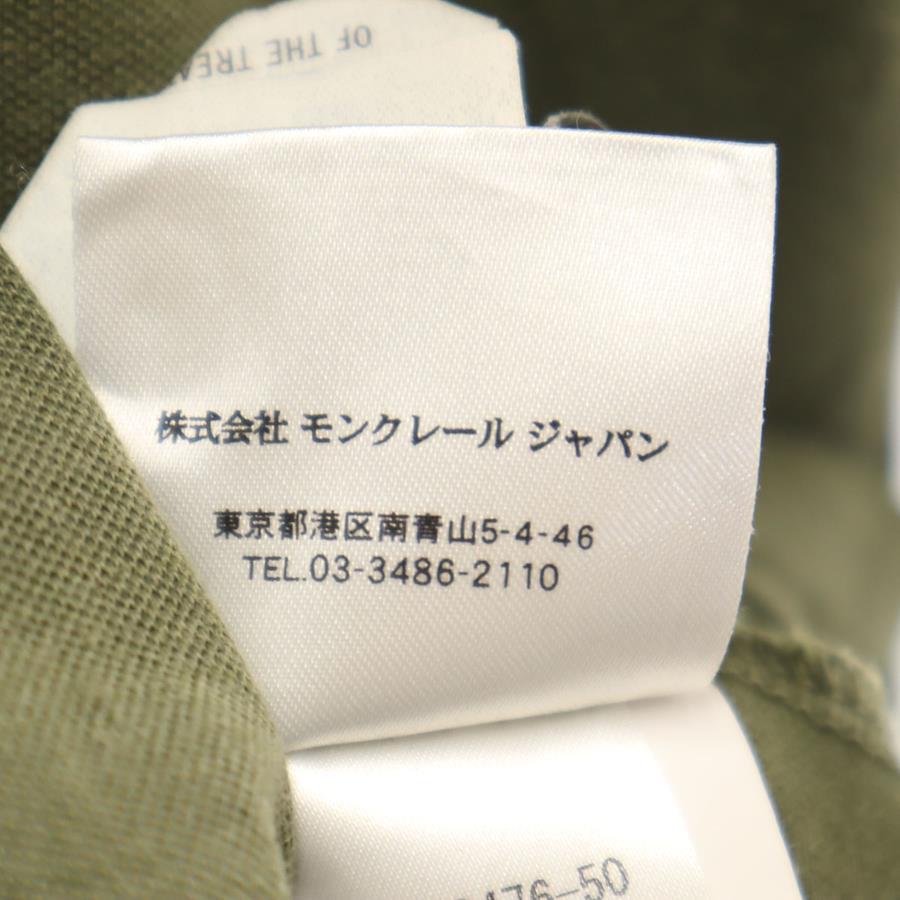 OF THE TREA
株式会社 モンクレール ジャパン
東京都港区南青山5-4-46
TEL.03-3486-2110
476-50